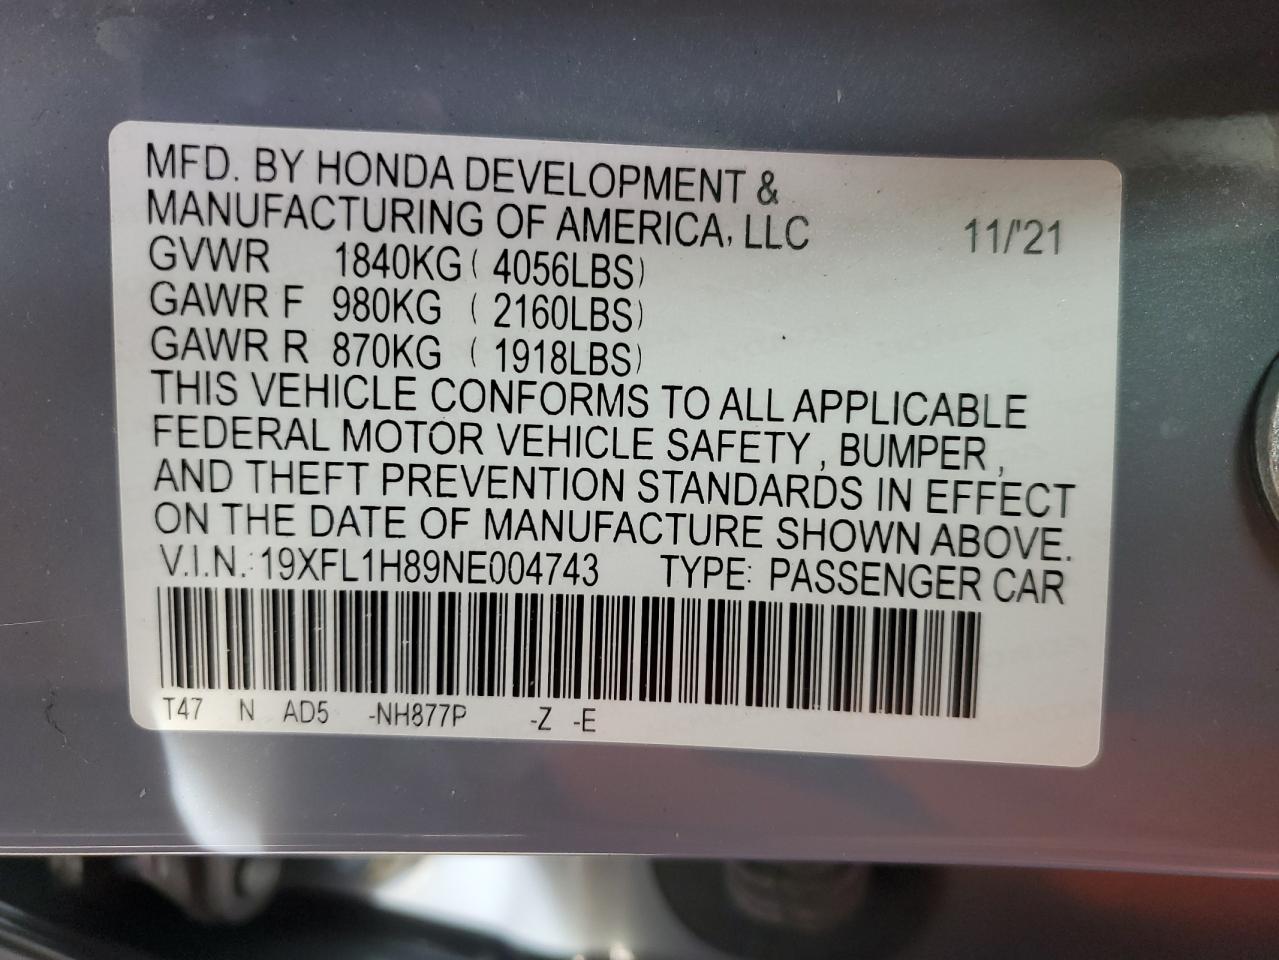 MFD. BY HONDA DEVELOPMENT &
MANUFACTURING OF AMERICA, LLC 11/'21
GVWR 1840KG ( 4056LBS)
GAWR F 980KG ( 2160LBS)
GAWR R 870KG ( 1918LBS)
THIS VEHICLE CONFORMS TO ALL APPLICABLE
FEDERAL MOTOR VEHICLE SAFETY , BUMPER ,
AND THEFT PREVENTION STANDARDS IN EFFECT
ON THE DATE OF MANUFACTURE SHOWN ABOVE.
V.I.N.: 19XFL1H89NE004743 TYPE: PASSENGER CAR
T47 N AD5 -NH877P -Z -E